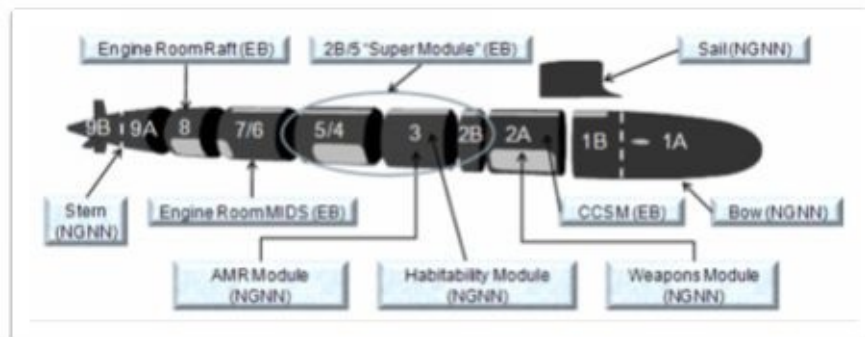 Engine Room Raft (EB)
2B/5 "Super Module" (EB)
Sail (NGNN)
9B
9A
8
7/6
5/4
3
2B
2A
1B
1A
Stern
(NGNN)
Engine Room MIDS (EB)
CCSM (EB)
Bow (NGNN)
AMR Module
(NGNN)
Habitability Module
(NGNN)
Weapons Module
(NGNN)